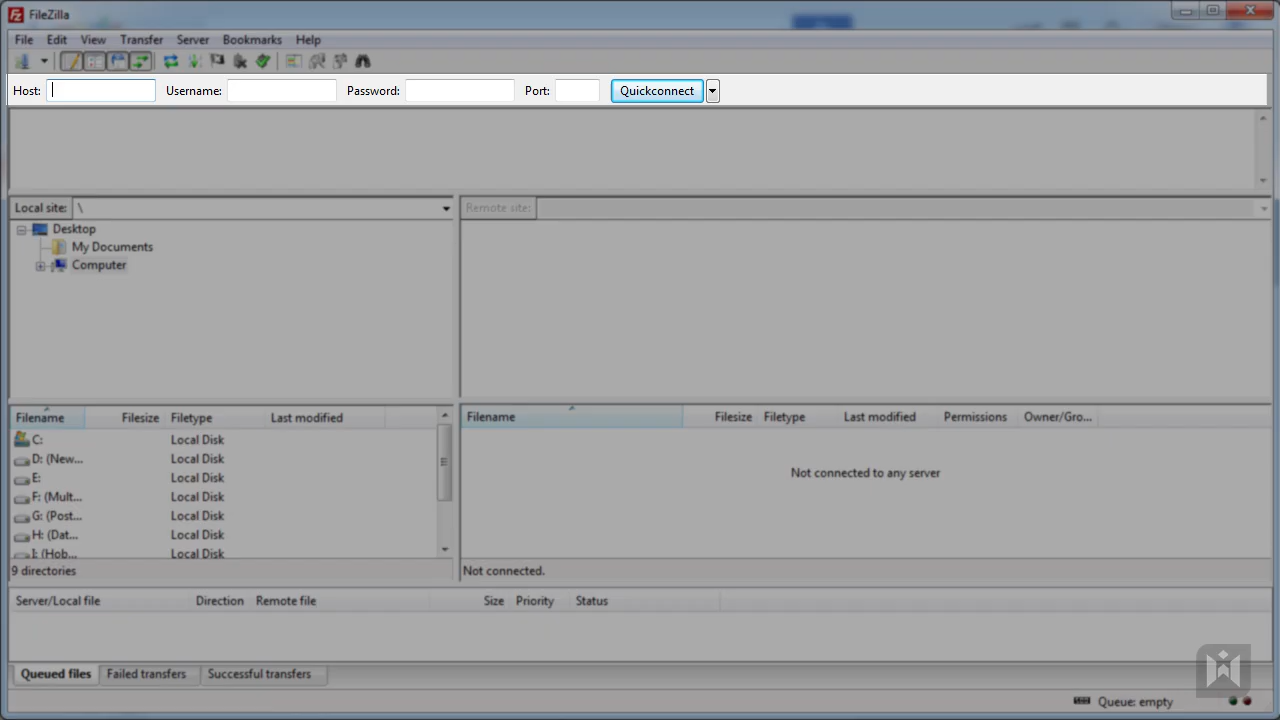 FileZilla
File Edit View Transfer Server Bookmarks Help
Host: Username: Password: Port: Quickconnect
Local site: \
Remote site:
Desktop
My Documents
Computer
Filename Filesize Filetype Last modified
C: Local Disk
D: (New... Local Disk
E: Local Disk
F: (Mult... Local Disk
G: (Post... Local Disk
H: (Dat... Local Disk
I: (Hob... Local Disk
9 directories
Filename Filesize Filetype Last modified Permissions Owner/Gro...
Not connected to any server
Not connected.
Server/Local file Direction Remote file Size Priority Status
Queued files Failed transfers Successful transfers
Queue: empty